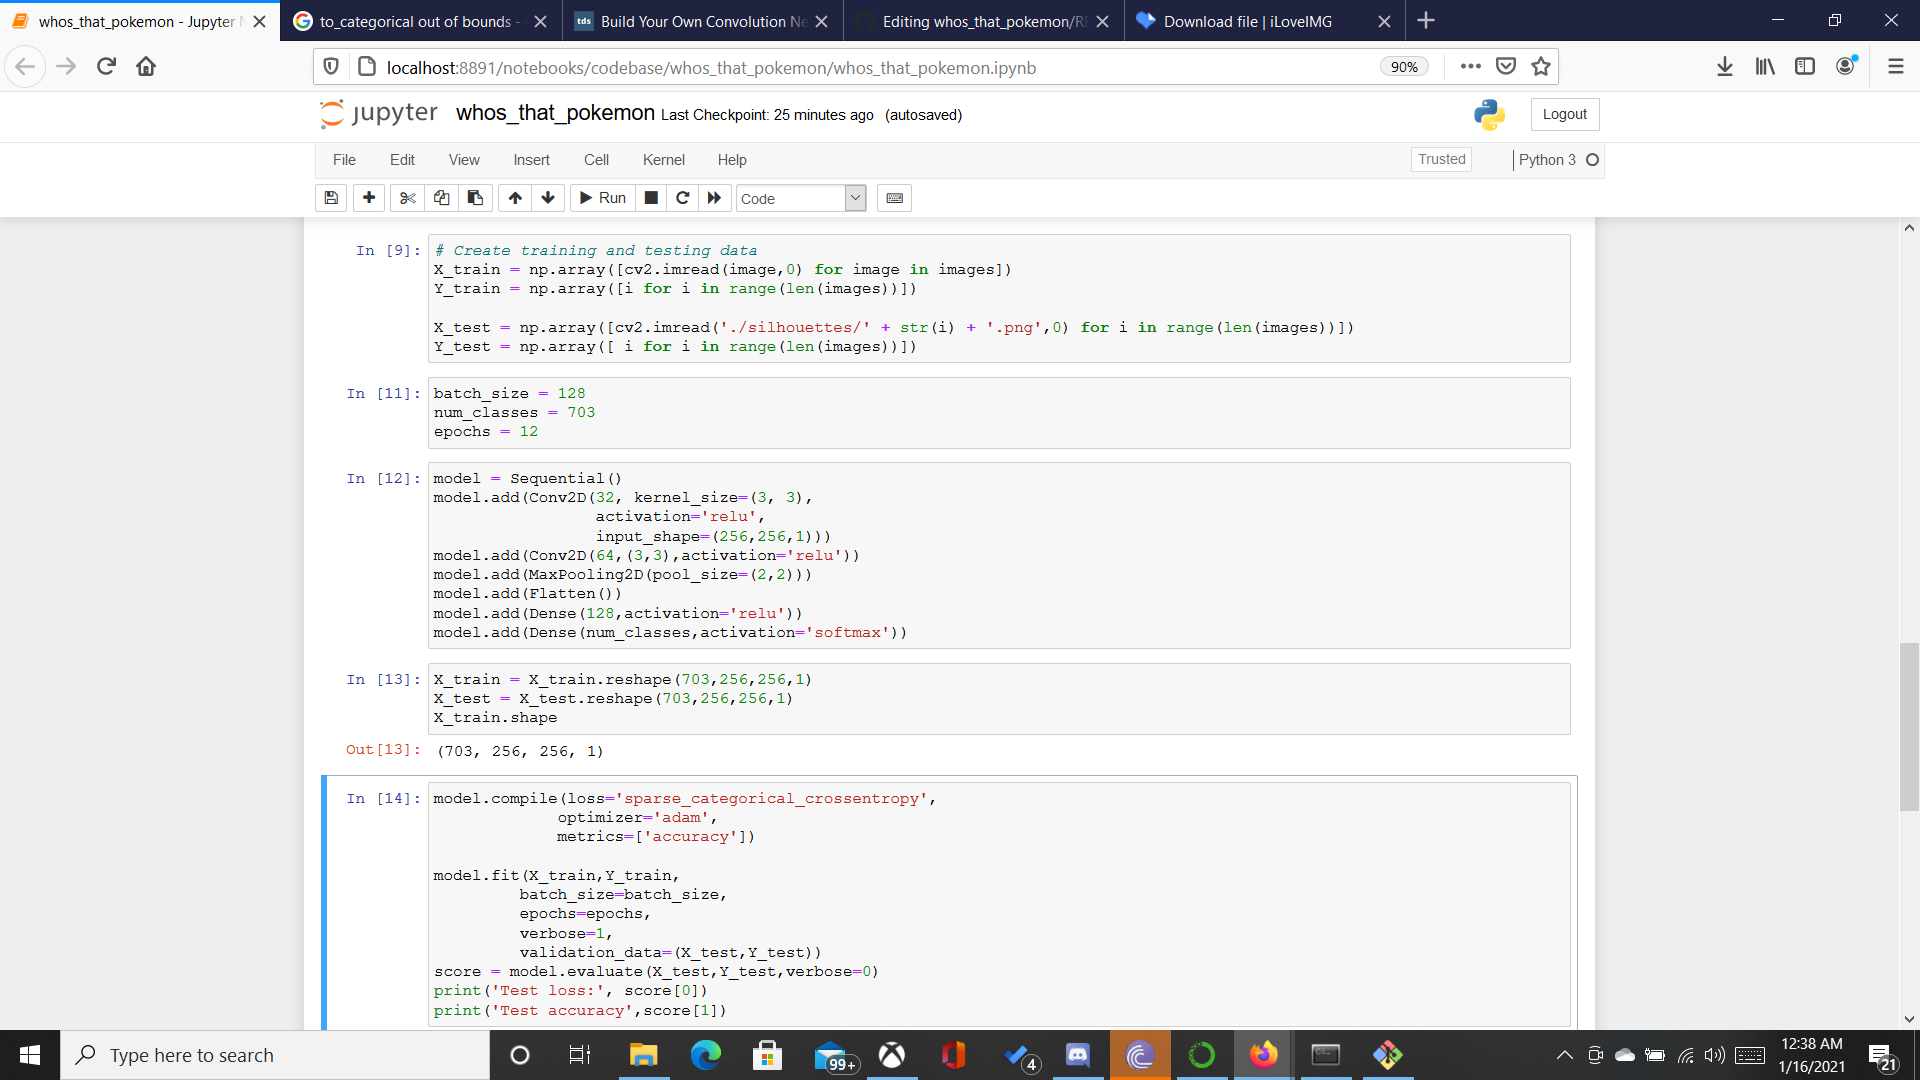 whos_that_pokemon - Jupyter N
to_categorical out of bounds -
tds Build Your Own Convolution Ne
Editing whos_that_pokemon/RE
Download file | iLoveIMG
localhost:8891/notebooks/codebase/whos_that_pokemon/whos_that_pokemon.ipynb
90%
jupyter whos_that_pokemon Last Checkpoint: 25 minutes ago (autosaved)
Logout
File Edit View Insert Cell Kernel Help
Trusted Python 3
Run Code
In [9]: # Create training and testing data
X_train = np.array([cv2.imread(image,0) for image in images])
Y_train = np.array([i for i in range(len(images))])
X_test = np.array([cv2.imread('./silhouettes/' + str(i) + '.png',0) for i in range(len(images))])
Y_test = np.array([ i for i in range(len(images))])
In [11]: batch_size = 128
num_classes = 703
epochs = 12
In [12]: model = Sequential()
model.add(Conv2D(32, kernel_size=(3, 3),
activation='relu',
input_shape=(256,256,1)))
model.add(Conv2D(64,(3,3),activation='relu'))
model.add(MaxPooling2D(pool_size=(2,2)))
model.add(Flatten())
model.add(Dense(128,activation='relu'))
model.add(Dense(num_classes,activation='softmax'))
In [13]: X_train = X_train.reshape(703,256,256,1)
X_test = X_test.reshape(703,256,256,1)
X_train.shape
Out[13]: (703, 256, 256, 1)
In [14]: model.compile(loss='sparse_categorical_crossentropy',
optimizer='adam',
metrics=['accuracy'])
model.fit(X_train,Y_train,
batch_size=batch_size,
epochs=epochs,
verbose=1,
validation_data=(X_test,Y_test))
score = model.evaluate(X_test,Y_test,verbose=0)
print('Test loss:', score[0])
print('Test accuracy',score[1])
Type here to search
99+
4
12:38 AM
1/16/2021
21